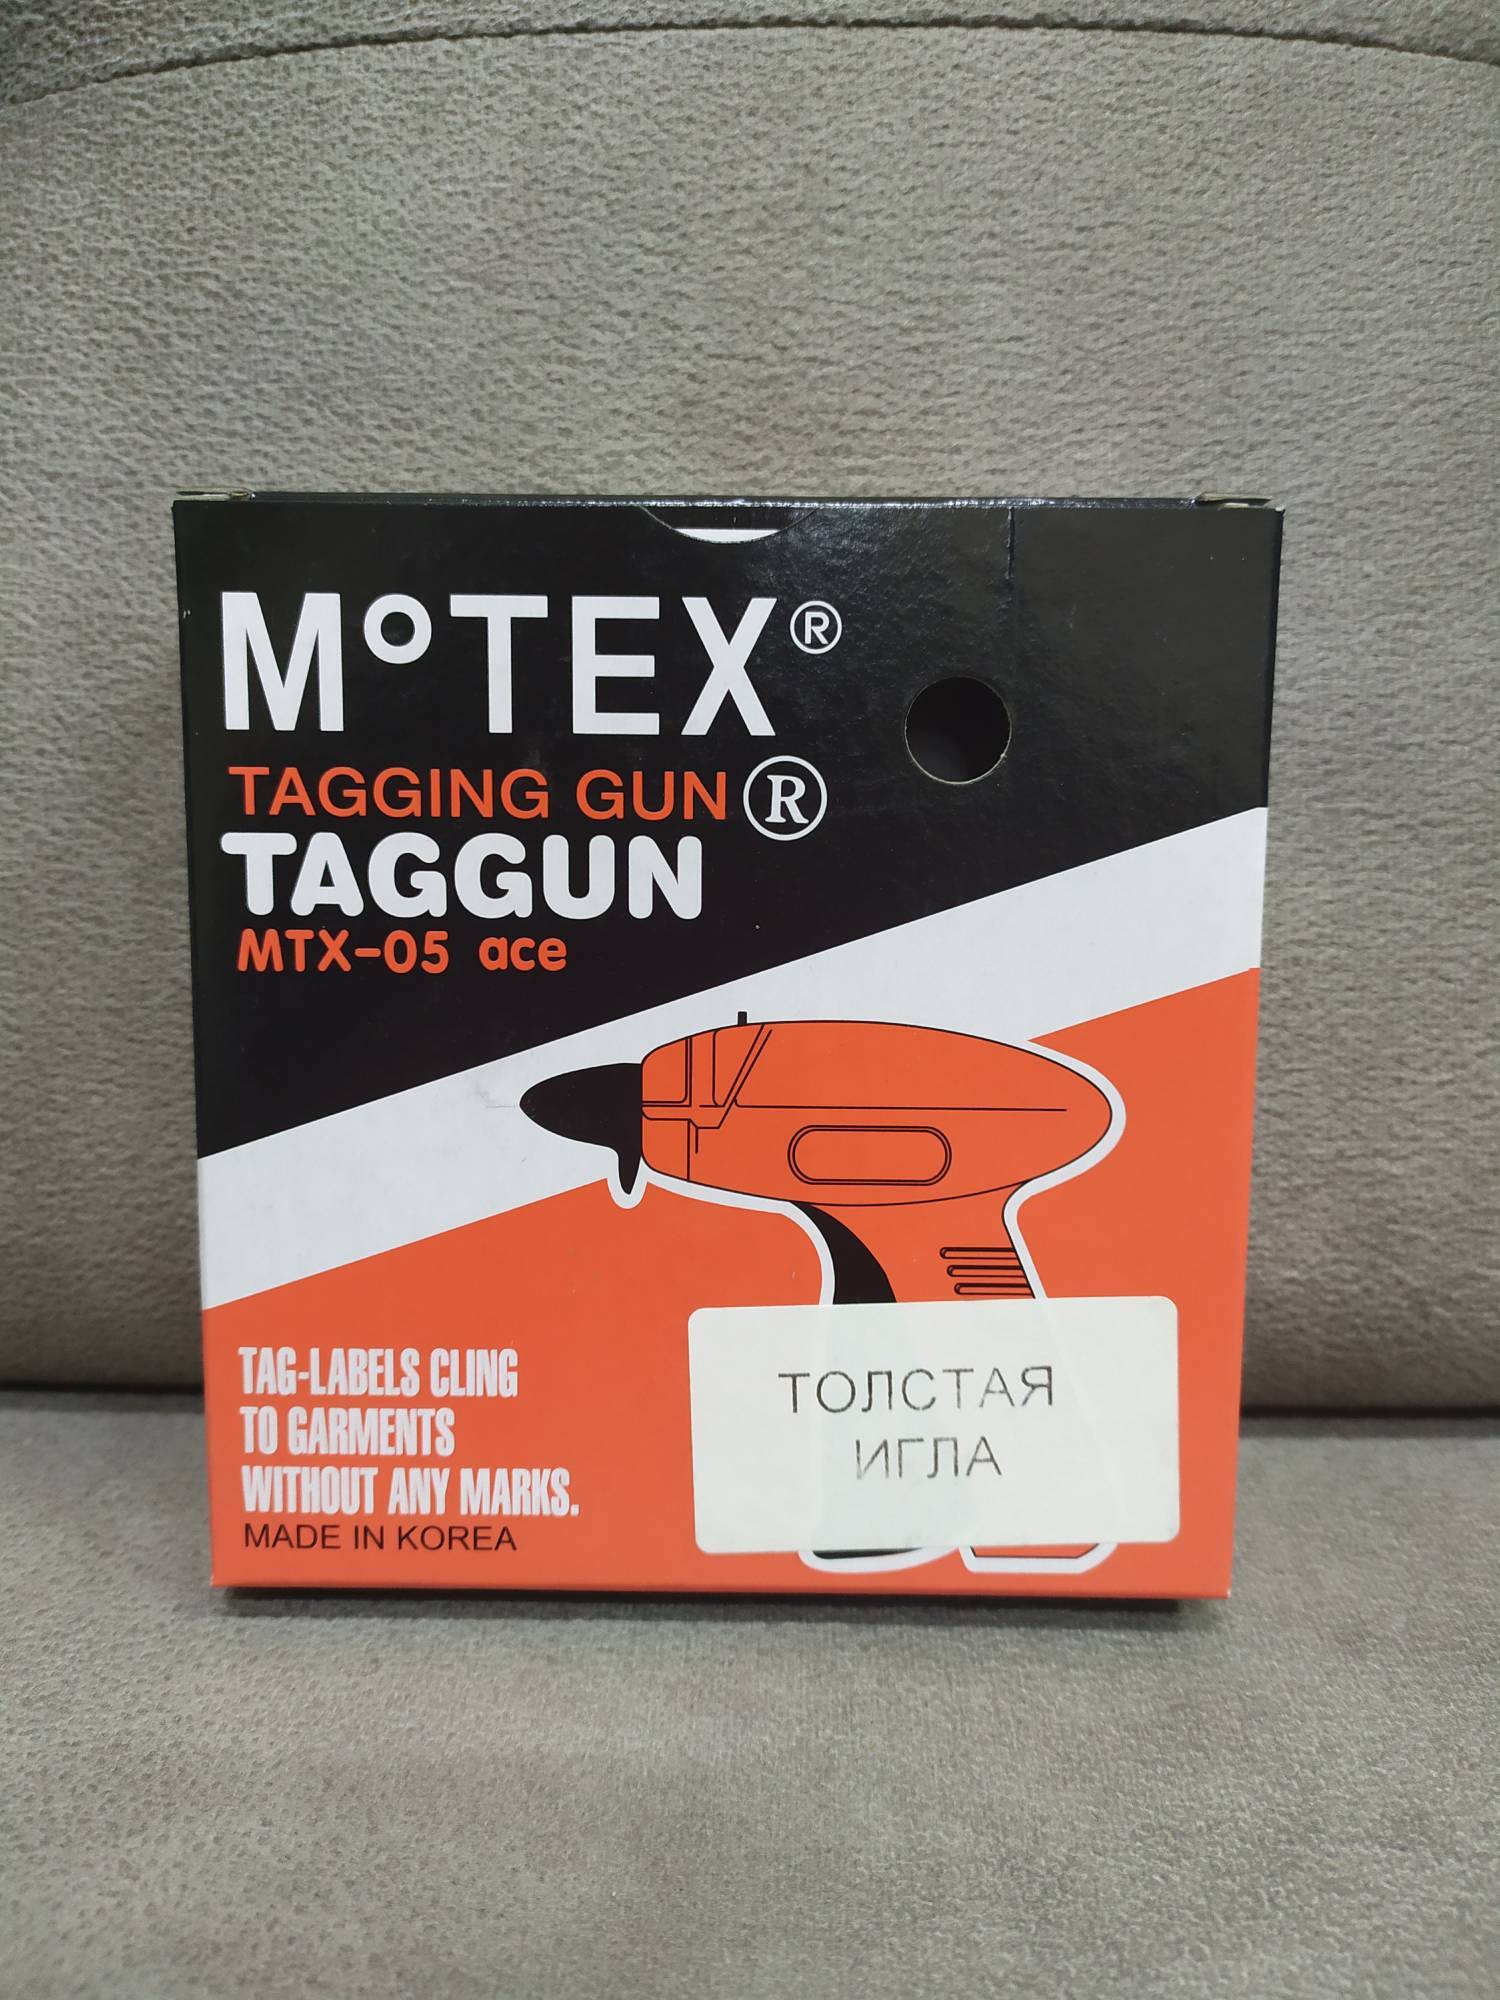 MOTEX®
TAGGING GUN®
TAGGUN
MTX-05 ace
TAG-LABELS CLING
TO GARMENTS
WITHOUT ANY MARKS.
MADE IN KOREA
ТОЛСТАЯ
ИГЛА